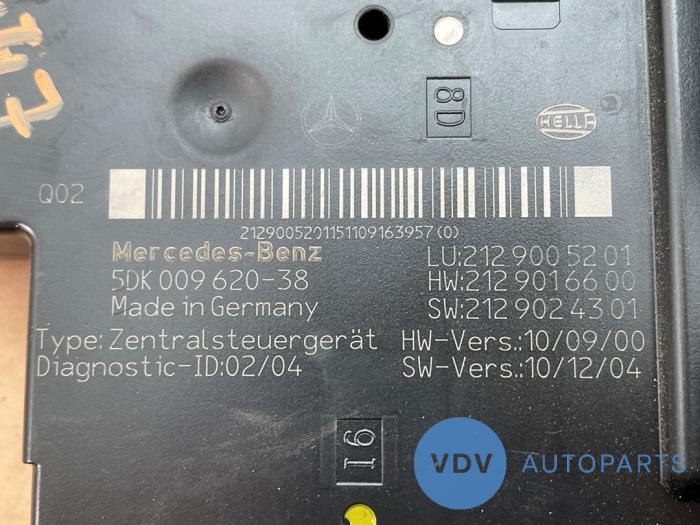 8D
HELLA
Q02
2129005201151109163957 (0)
Mercedes-Benz
LU:212 900 52 01
5DK 009 620-38
HW:212 901 66 00
Made in Germany
SW:212 902 43 01
Type: Zentralsteuergerät HW-Vers.:10/09/00
Diagnostic-ID:02/04 SW-Vers.:10/12/04
16
VDV AUTOPARTS